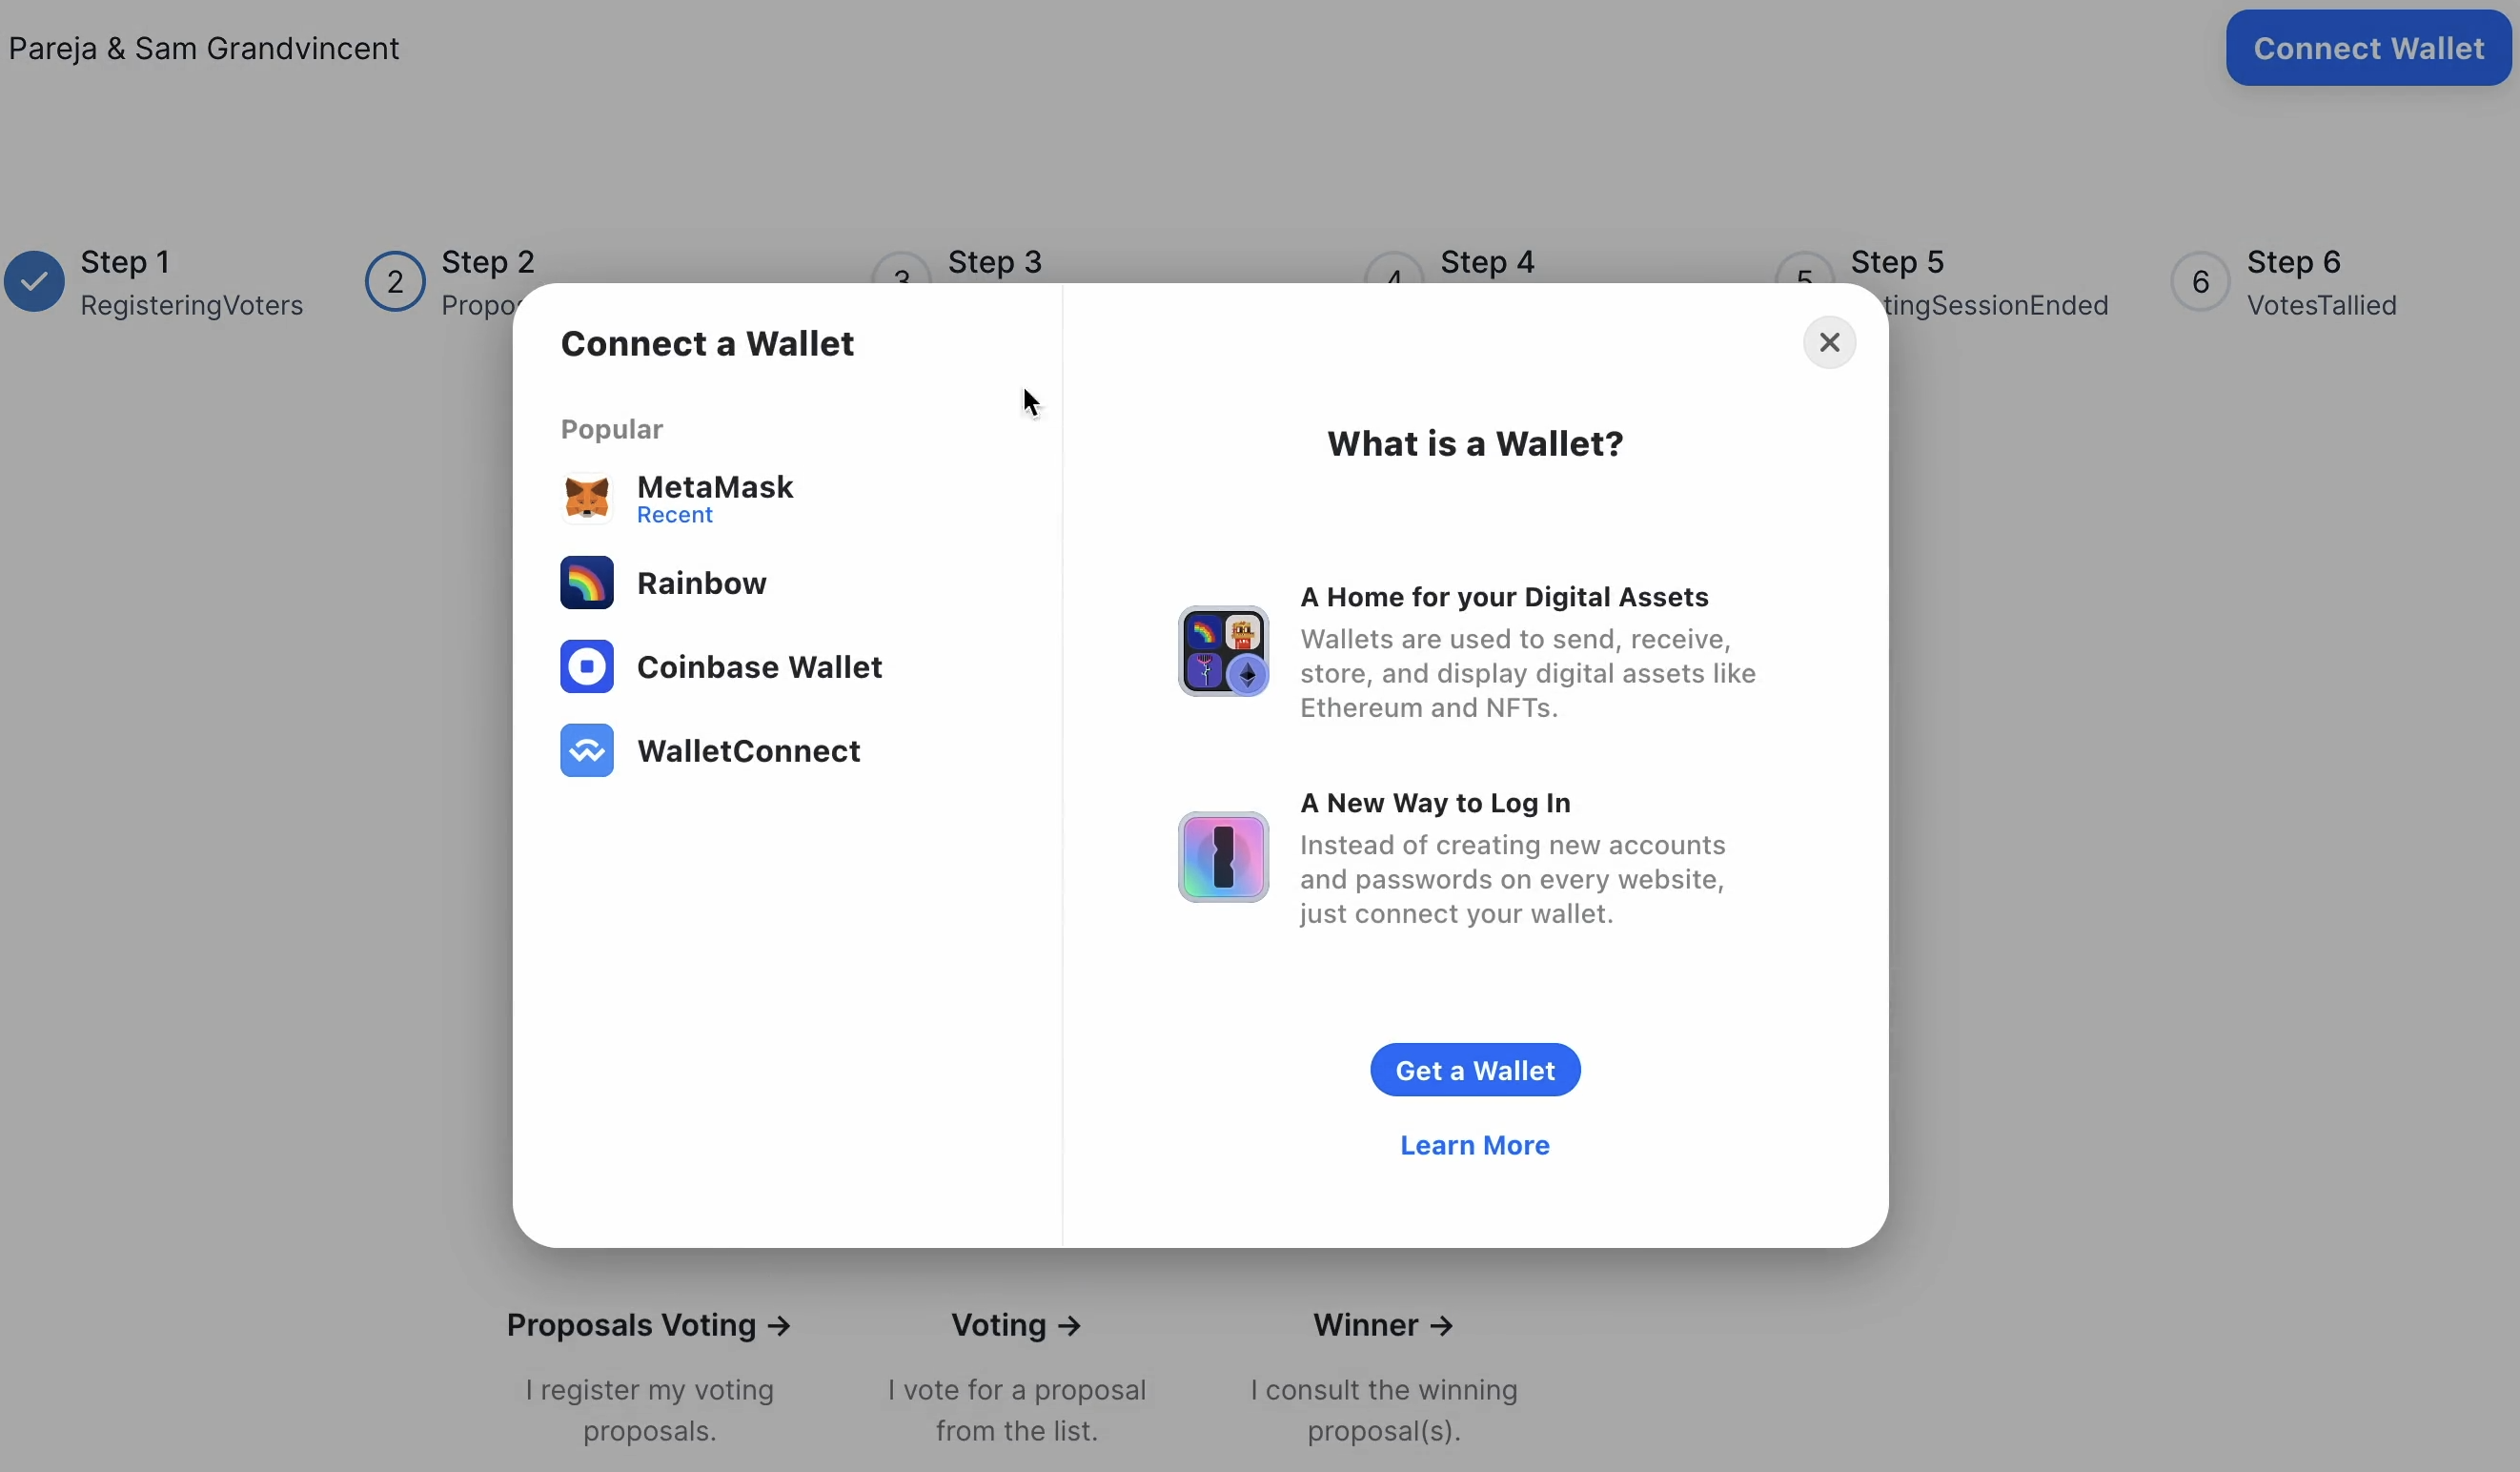 Pareja & Sam Grandvincent
Connect Wallet
Step 1
RegisteringVoters
2
Step 2
Propo
3
Step 3
4
Step 4
5
Step 5
tingSessionEnded
6
Step 6
VotesTallied
Connect a Wallet
Popular
MetaMask
Recent
Rainbow
Coinbase Wallet
WalletConnect
What is a Wallet?
A Home for your Digital Assets
Wallets are used to send, receive,
store, and display digital assets like
Ethereum and NFTs.
A New Way to Log In
Instead of creating new accounts
and passwords on every website,
just connect your wallet.
Get a Wallet
Learn More
Proposals Voting →
I register my voting
proposals.
Voting →
I vote for a proposal
from the list.
Winner →
I consult the winning
proposal(s).